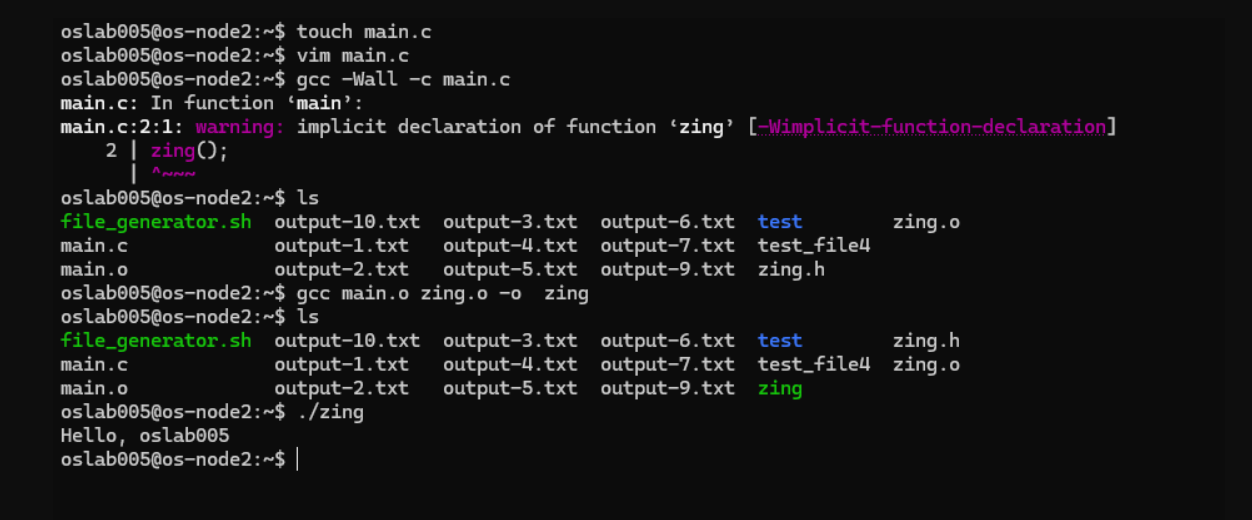 oslab005@os-node2:~$ touch main.c
oslab005@os-node2:~$ vim main.c
oslab005@os-node2:~$ gcc -Wall -c main.c
main.c: In function ‘main’:
main.c:2:1: warning: implicit declaration of function ‘zing’ [-Wimplicit-function-declaration]
    2 | zing();
      | ^~~~
oslab005@os-node2:~$ ls
file_generator.sh  output-10.txt  output-3.txt  output-6.txt  test        zing.o
main.c             output-1.txt   output-4.txt  output-7.txt  test_file4
main.o             output-2.txt   output-5.txt  output-9.txt  zing.h
oslab005@os-node2:~$ gcc main.o zing.o -o  zing
oslab005@os-node2:~$ ls
file_generator.sh  output-10.txt  output-3.txt  output-6.txt  test        zing.h
main.c             output-1.txt   output-4.txt  output-7.txt  test_file4  zing.o
main.o             output-2.txt   output-5.txt  output-9.txt  zing
oslab005@os-node2:~$ ./zing
Hello, oslab005
oslab005@os-node2:~$